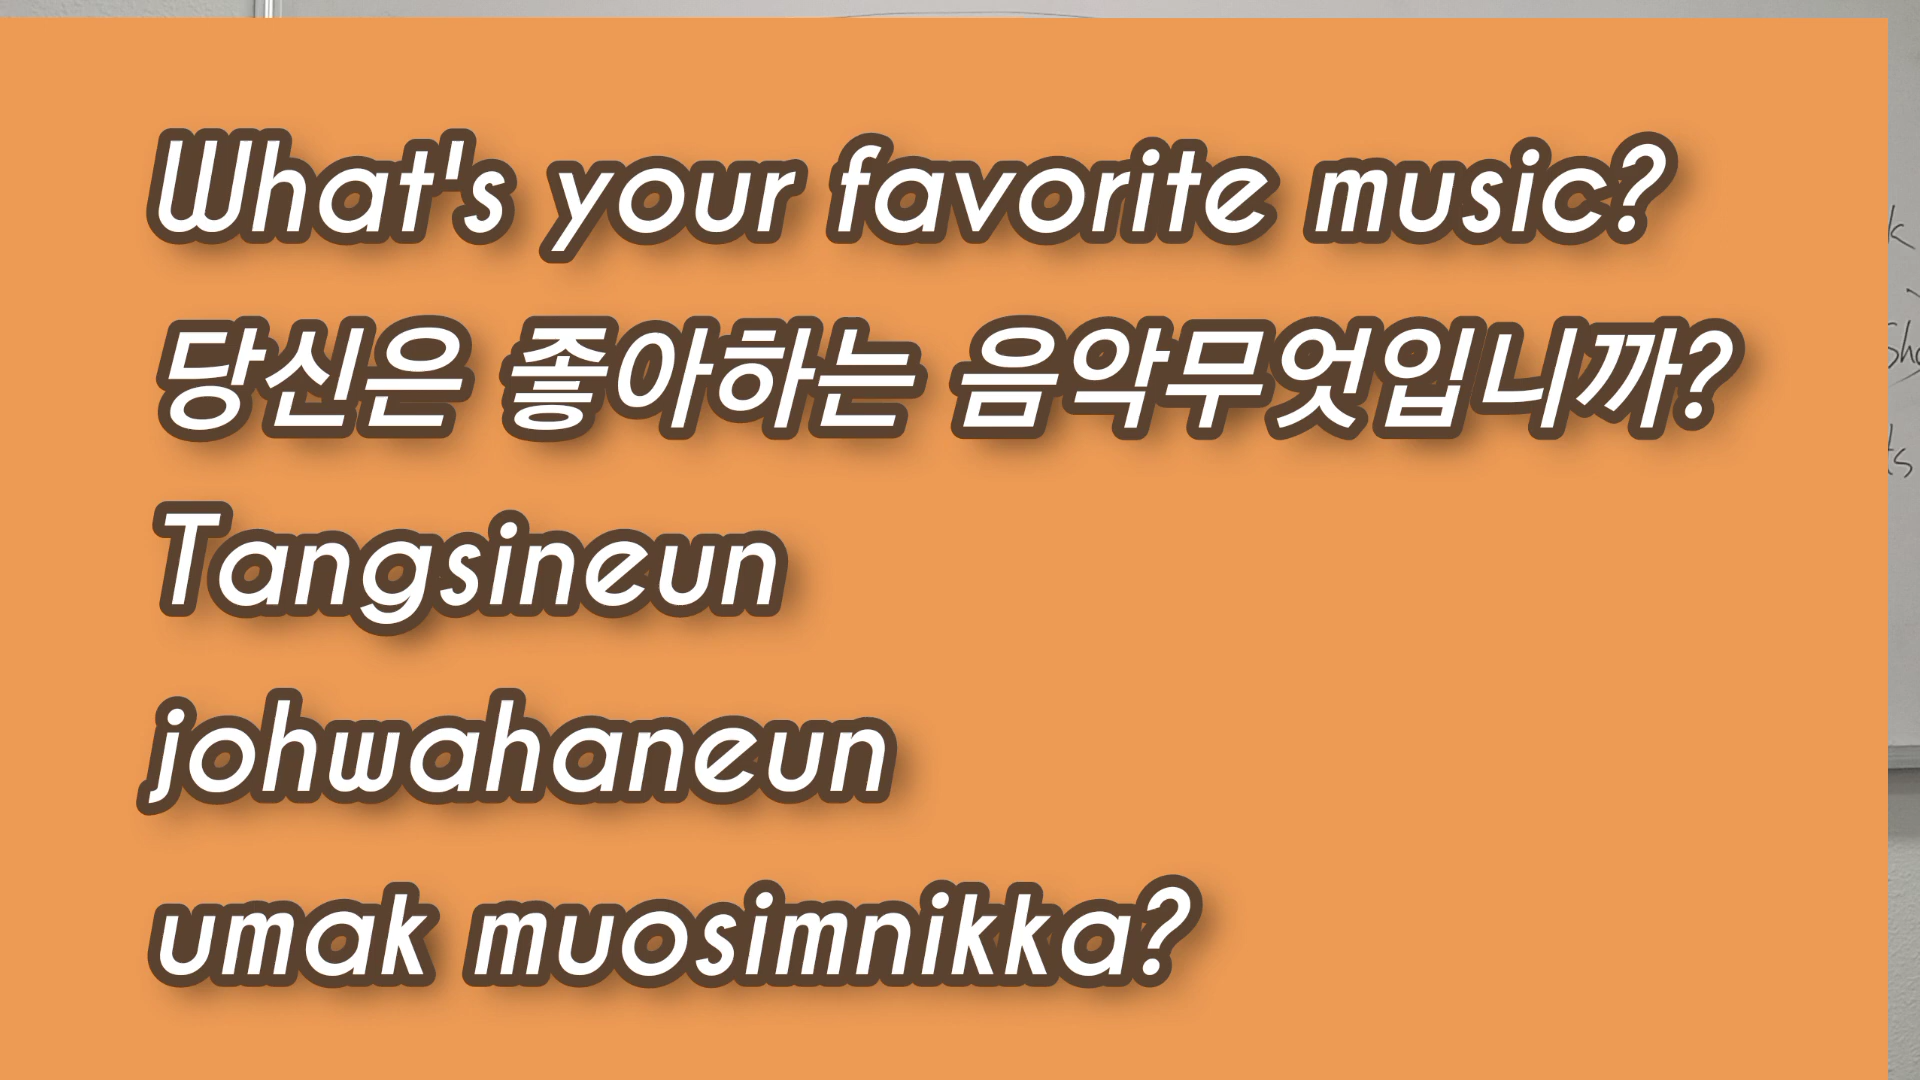 What's your favorite music?
당신은 좋아하는 음악무엇입니까?
Tangsineun
johwahaneun
umak muosimnikka?